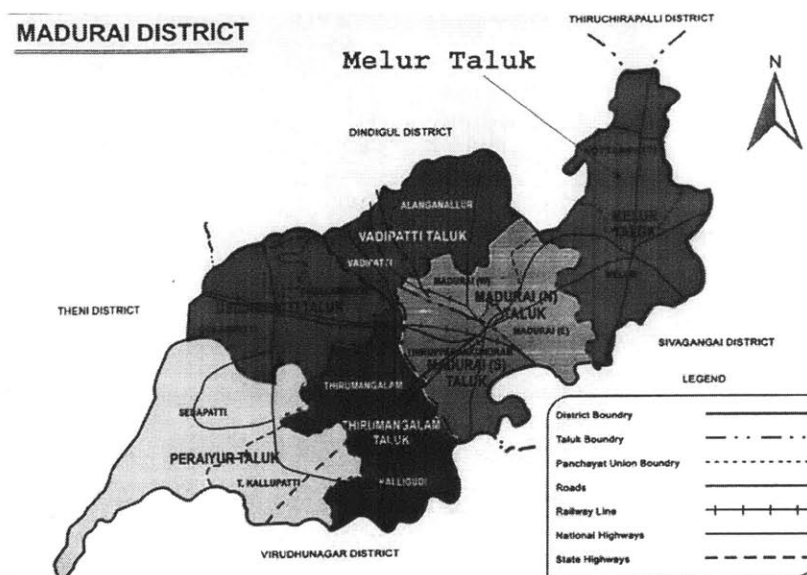 MADURAI DISTRICT
THIRUCHIRAPALLI DISTRICT
Melur Taluk
N
DINDIGUL DISTRICT
ALANGANALLUR
VADIPATTI TALUK
VADIPATTI
MELUR TALUK
MELUR
MADURAI (W)
MADURAI (N) TALUK
MADURAI (E)
THENI DISTRICT
SIVAGANGAI DISTRICT
MADURAI (S) TALUK
THIRUMANGALAM
THIRUMANGALAM TALUK
SEDAPATTI
PERAIYUR TALUK
T. KALLUPATTI
KALLIGUDI
VIRUDHUNAGAR DISTRICT
LEGEND
District Boundry
Taluk Boundry
Panchayat Union Boundry
Roads
Railway Line
National Highways
State Highways